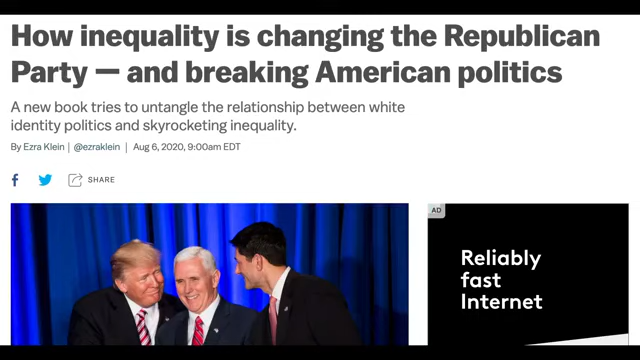 How inequality is changing the Republican
Party — and breaking American politics
A new book tries to untangle the relationship between white
identity politics and skyrocketing inequality.
By Ezra Klein | @ezraklein | Aug 6, 2020, 9:00am EDT
f SHARE
AD
Reliably
fast
Internet